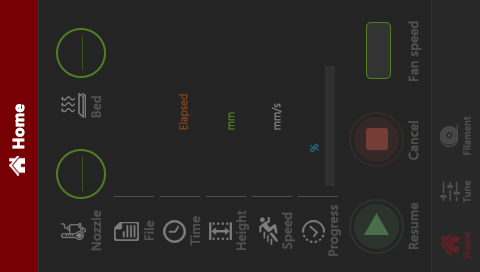 Home
Nozzle
Bed
File
Time
Elapsed
Height
mm
Speed
mm/s
Progress
%
Resume
Cancel
Fan speed
Home
Tune
Filament